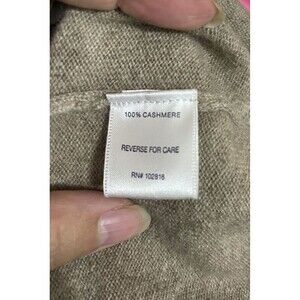 100% CASHMERE
REVERSE FOR CARE
RN# 102816